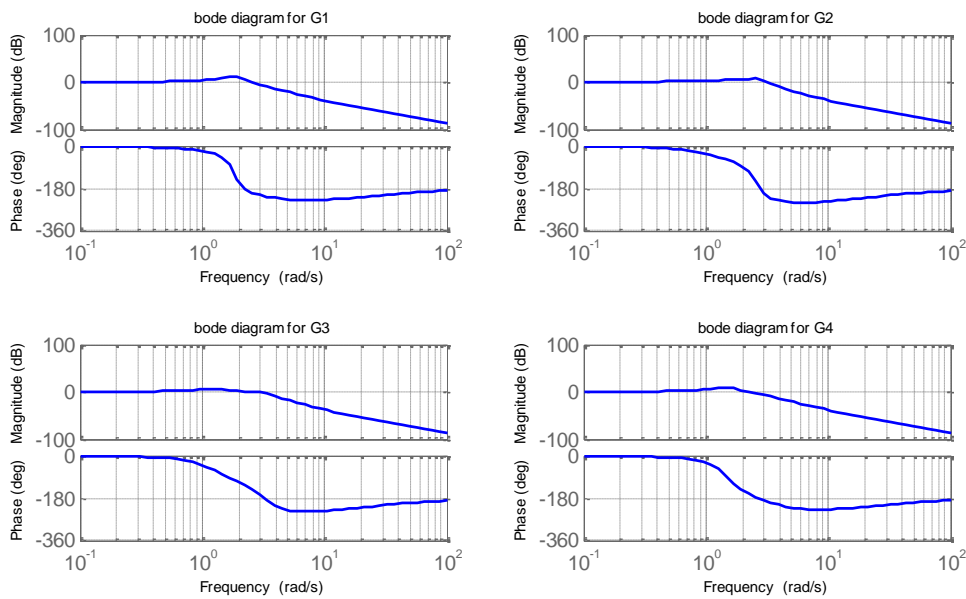 bode diagram for G1
100
0
-100
Magnitude (dB)
0
-180
-360
Phase (deg)
10^-1
10^0
10^1
10^2
Frequency (rad/s)
bode diagram for G2
100
0
-100
Magnitude (dB)
0
-180
-360
Phase (deg)
10^-1
10^0
10^1
10^2
Frequency (rad/s)
bode diagram for G3
100
0
-100
Magnitude (dB)
0
-180
-360
Phase (deg)
10^-1
10^0
10^1
10^2
Frequency (rad/s)
bode diagram for G4
100
0
-100
Magnitude (dB)
0
-180
-360
Phase (deg)
10^-1
10^0
10^1
10^2
Frequency (rad/s)